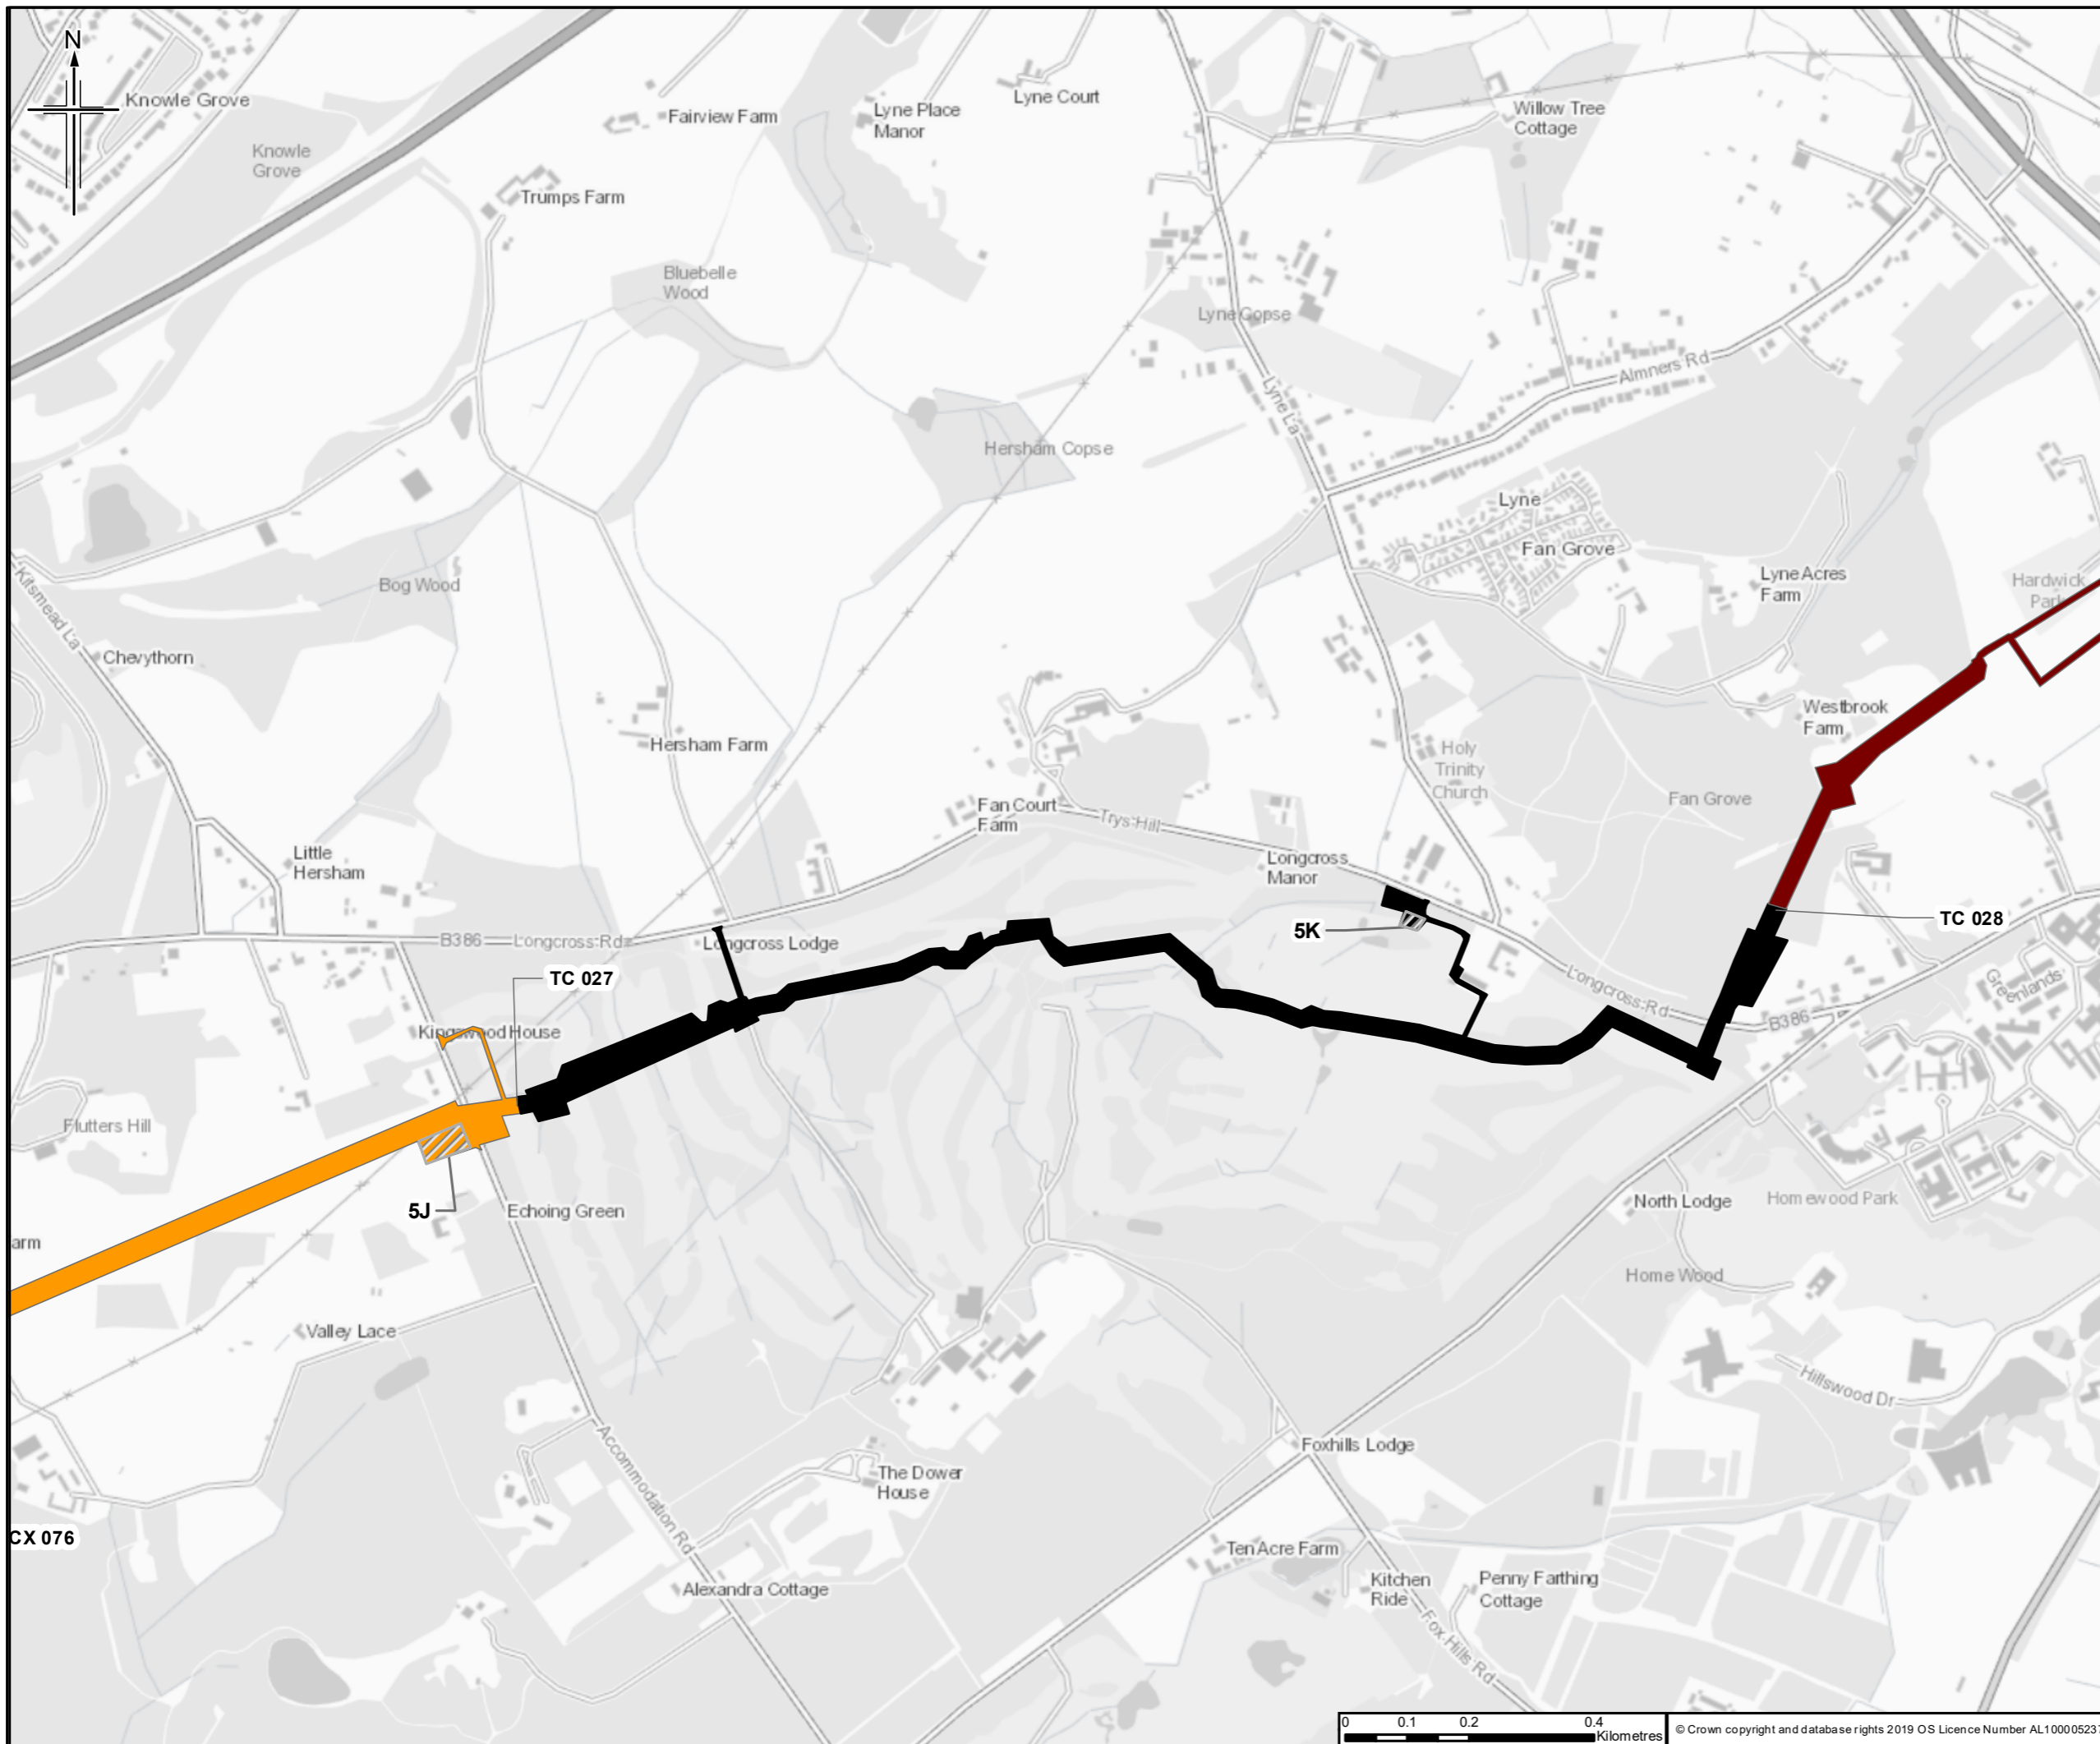 N
Knowle Grove
Knowle
Grove
Fairview Farm
Trumps Farm
Lyne Place
Manor
Lyne Court
Willow Tree
Cottage
Bluebelle
Wood
Lyne Copse
Lyne La
Almners Rd
Hersham Copse
Lyne
Fan Grove
Bog Wood
Kitsmead La
Chevythorn
Lyne Acres
Farm
Hardwick
Park
Westbrook
Farm
Hersham Farm
Holy
Trinity
Church
Fan Grove
Fan Court
Farm
Trys Hill
Little
Hersham
Longcross
Manor
B386
Longcross Rd
Longcross Lodge
5K
TC 028
TC 027
Longcross Rd
B386
Greenlands
Kingswood House
Flutters Hill
5J
Echoing Green
arm
North Lodge
Homewood Park
Home Wood
Valley Lace
Hillswood Dr
Accommodation Rd
Foxhills Lodge
The Dower
House
CX 076
Ten Acre Farm
Kitchen
Ride
Penny Farthing
Cottage
Alexandra Cottage
Fox Hills Rd
0 0.1 0.2 0.4
Kilometres
© Crown copyright and database rights 2019 OS Licence Number AL10000523